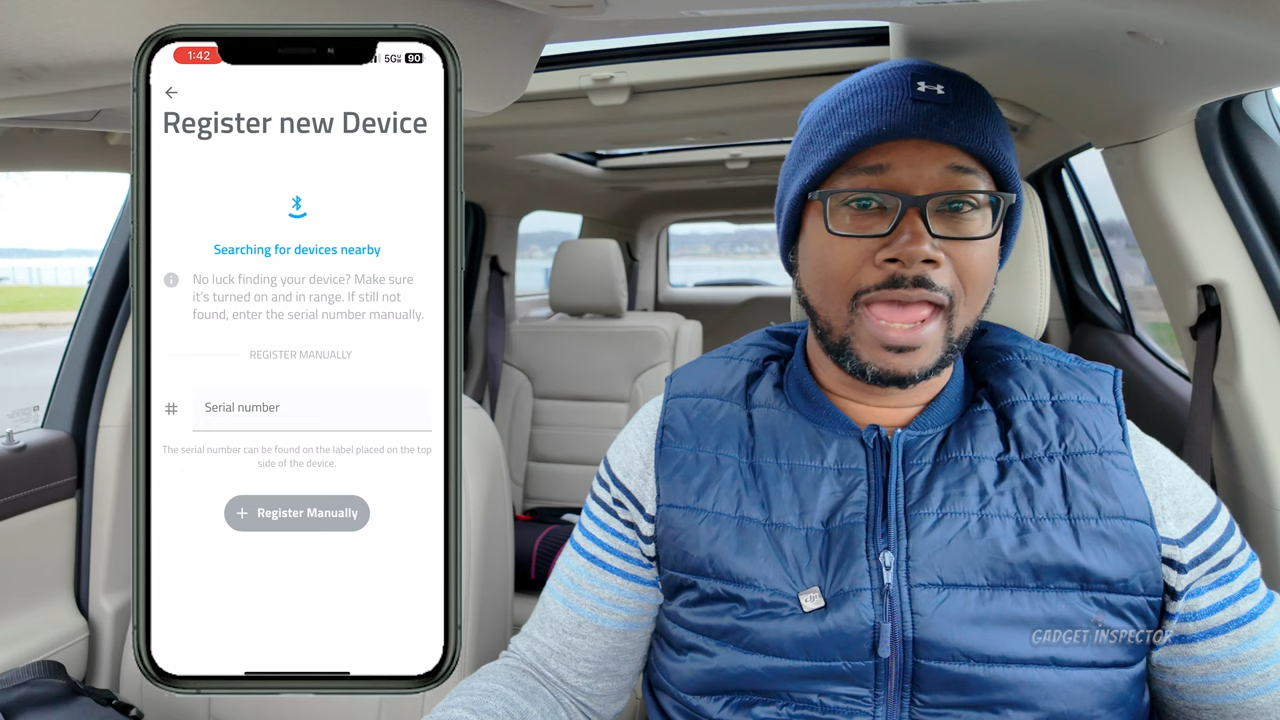 1:42
5G
90
Register new Device
Searching for devices nearby
No luck finding your device? Make sure
it's turned on and in range. If still not
found, enter the serial number manually.
REGISTER MANUALLY
Serial number
The serial number can be found on the label placed on the top
side of the device.
+ Register Manually
dji
GADGET INSPECTOR